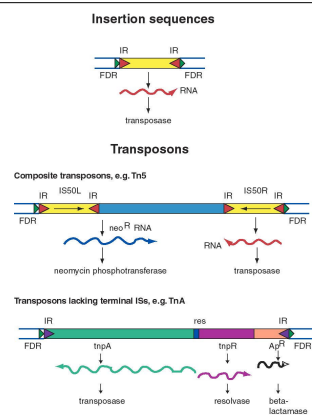 Insertion sequences
IR IR
FDR FDR
RNA
transposase
Transposons
Composite transposons, e.g. Tn5
IR IS50L IR IR IS50R IR
FDR FDR
neoR RNA RNA
neomycin phosphotransferase transposase
Transposons lacking terminal ISs, e.g. TnA
IR res IR
FDR tnpA tnpR ApR FDR
transposase resolvase beta-
lactamase